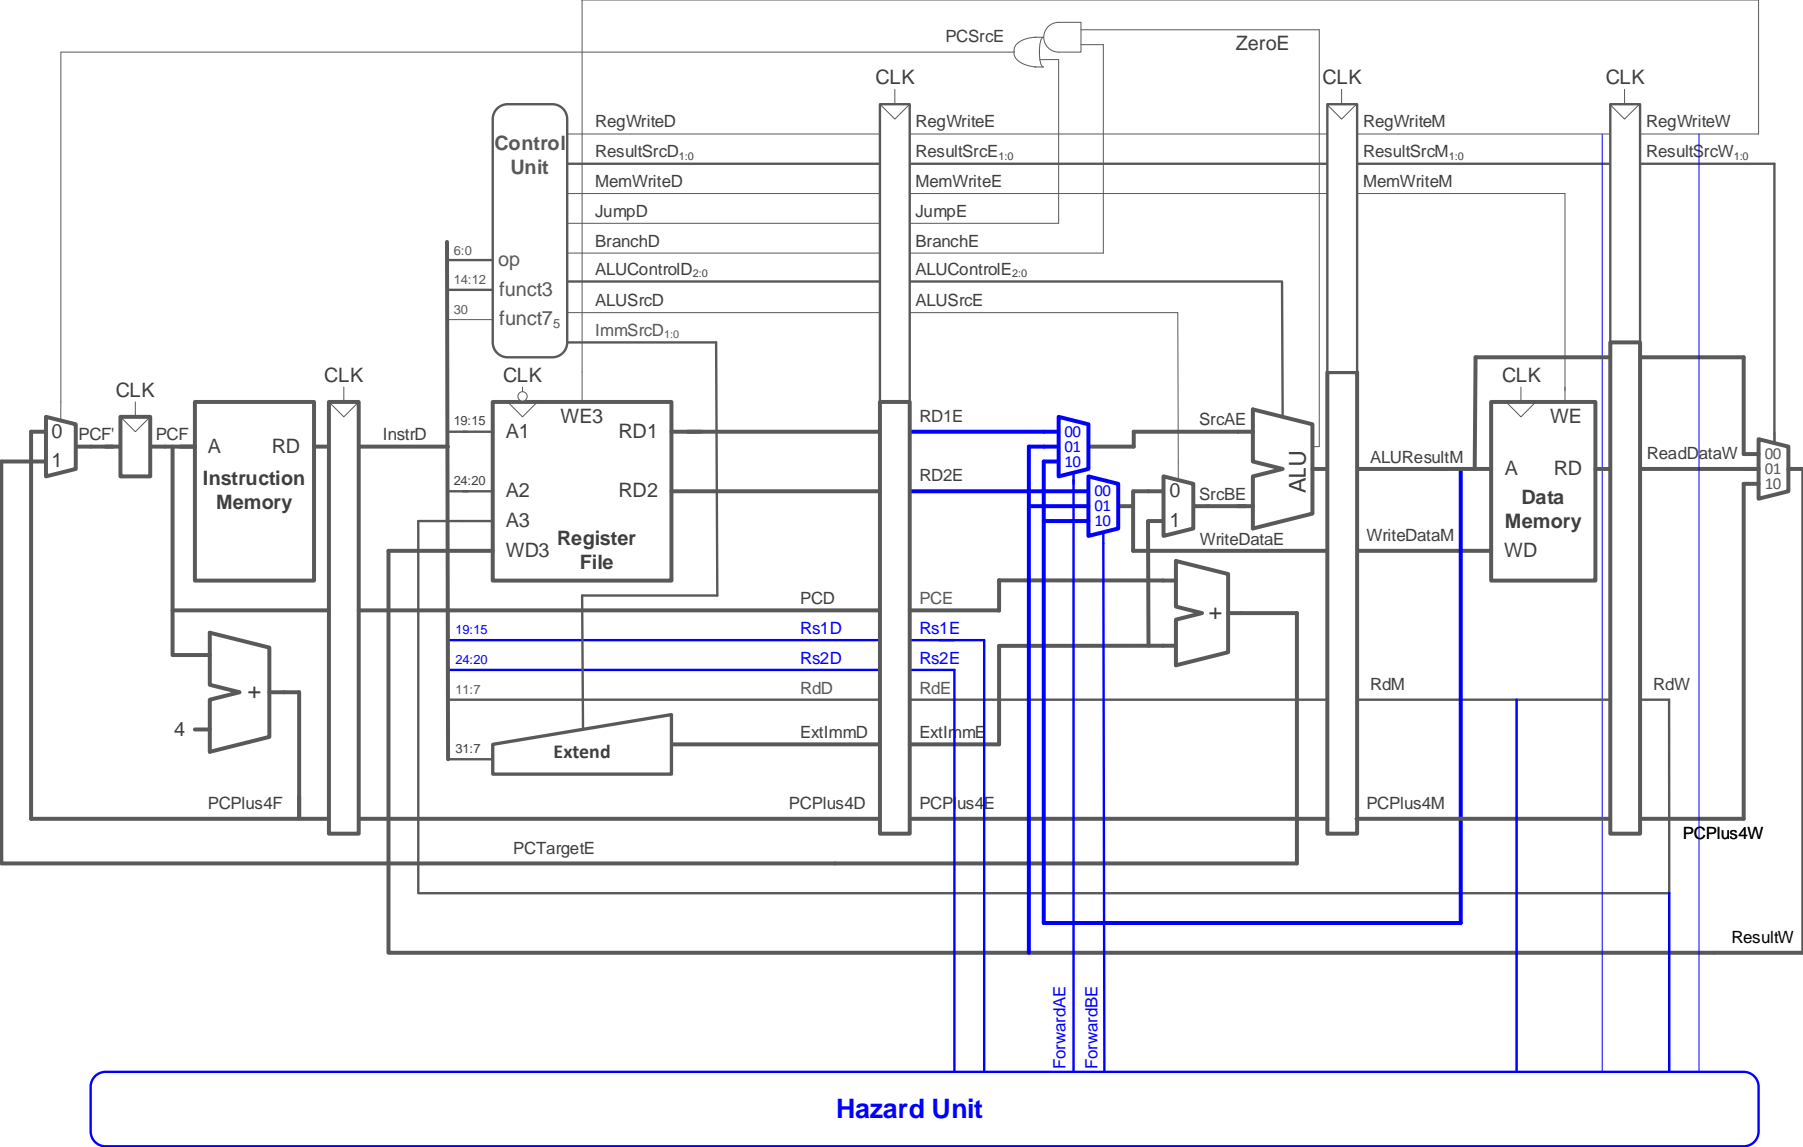 PCSrcE
ZeroE
CLK
CLK
CLK
Control
Unit
RegWriteD
RegWriteE
RegWriteM
RegWriteW
ResultSrcD1:0
ResultSrcE1:0
ResultSrcM1:0
ResultSrcW1:0
MemWriteD
MemWriteE
MemWriteM
JumpD
JumpE
BranchD
BranchE
6:0
op
ALUControlD2:0
ALUControlE2:0
14:12
funct3
ALUSrcD
ALUSrcE
30
funct75
ImmSrcD1:0
CLK
CLK
CLK
CLK
0
1
PCF'
PCF
A
RD
Instruction
Memory
InstrD
19:15
A1
WE3
RD1
24:20
A2
RD2
A3
WD3
Register
File
RD1E
RD2E
00
01
10
00
01
10
0
1
SrcAE
SrcBE
ALU
ALUResultM
WriteDataE
WriteDataM
WE
A
RD
Data
Memory
WD
ReadDataW
00
01
10
PCD
PCE
+
19:15
Rs1D
Rs1E
24:20
Rs2D
Rs2E
11:7
RdD
RdE
RdM
RdW
+
4
31:7
Extend
ExtImmD
ExtImmE
PCPlus4F
PCPlus4D
PCPlus4E
PCPlus4M
PCPlus4W
PCTargetE
ResultW
ForwardAE
ForwardBE
Hazard Unit